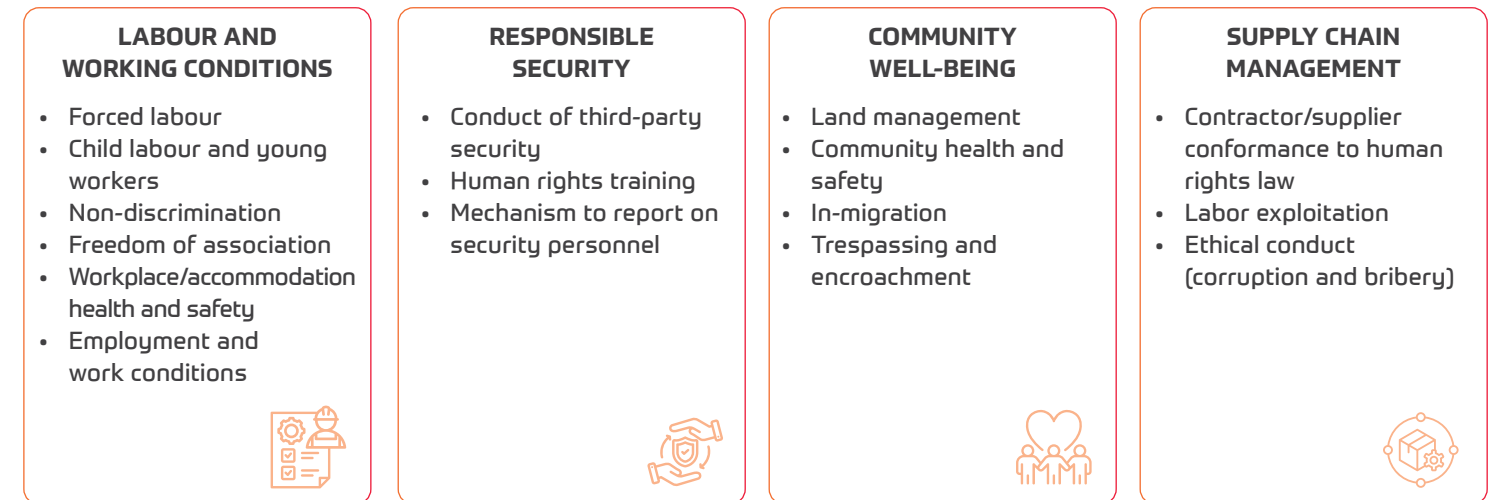 LABOUR AND
WORKING CONDITIONS
• Forced labour
• Child labour and young
workers
• Non-discrimination
• Freedom of association
• Workplace/accommodation
health and safety
• Employment and
work conditions
RESPONSIBLE
SECURITY
• Conduct of third-party
security
• Human rights training
• Mechanism to report on
security personnel
COMMUNITY
WELL-BEING
• Land management
• Community health and
safety
• In-migration
• Trespassing and
encroachment
SUPPLY CHAIN
MANAGEMENT
• Contractor/supplier
conformance to human
rights law
• Labor exploitation
• Ethical conduct
(corruption and bribery)